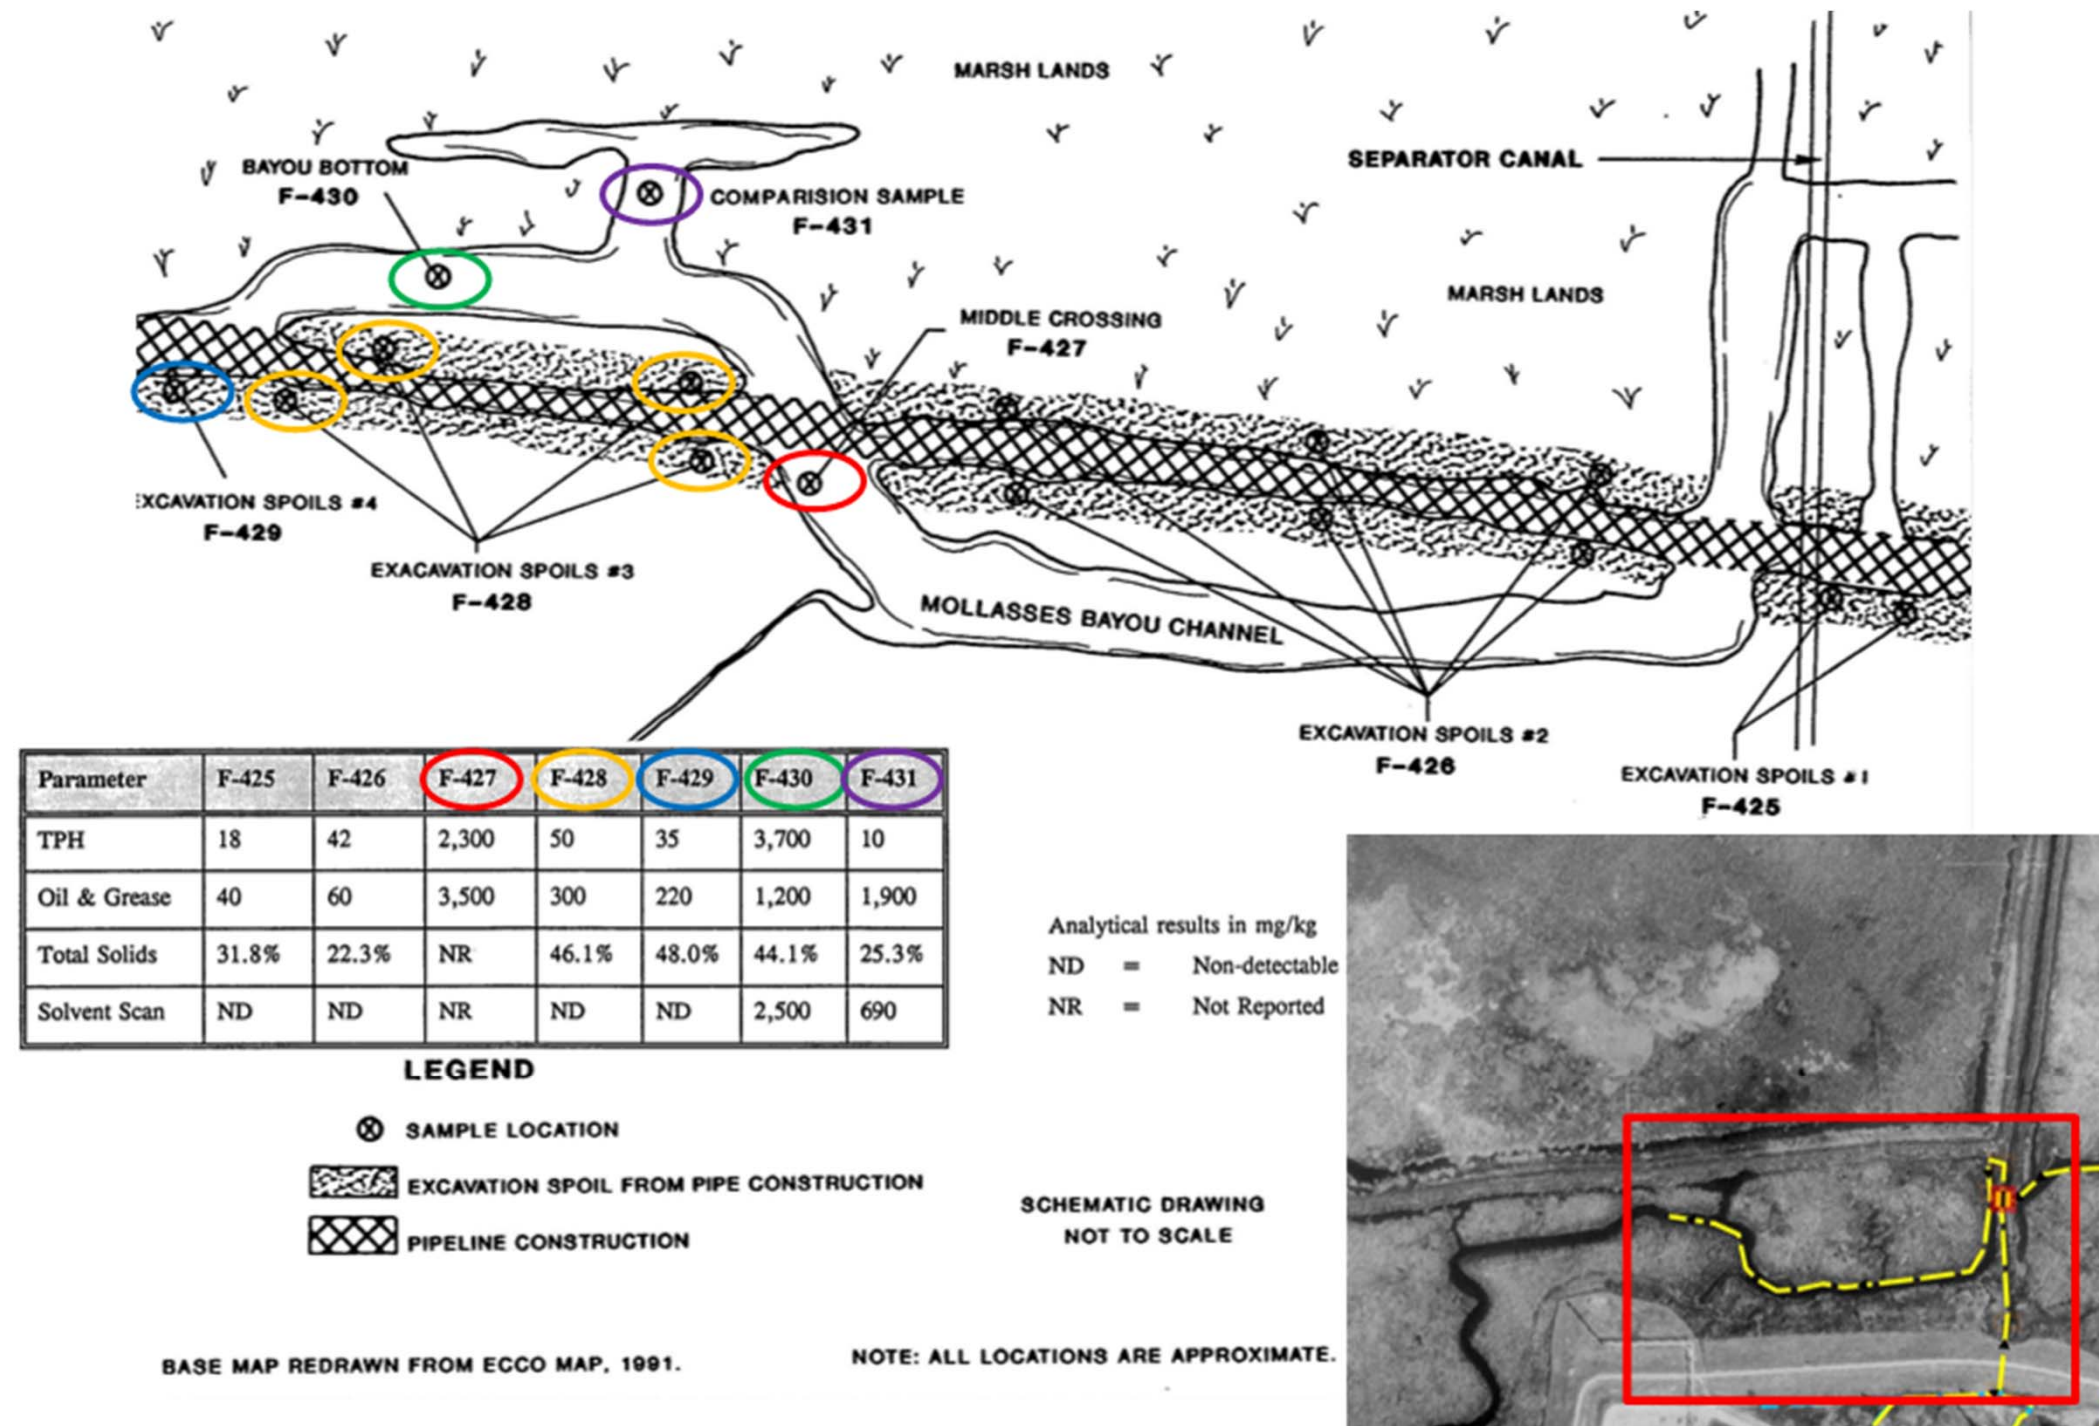 MARSH LANDS
SEPARATOR CANAL
BAYOU BOTTOM
F-430
COMPARISION SAMPLE
F-431
MARSH LANDS
MIDDLE CROSSING
F-427
EXCAVATION SPOILS #4
F-429
EXACAVATION SPOILS #3
F-428
MOLLASSES BAYOU CHANNEL
EXCAVATION SPOILS #2
F-426
EXCAVATION SPOILS #1
F-425
Parameter F-425 F-426 F-427 F-428 F-429 F-430 F-431
TPH 18 42 2,300 50 35 3,700 10
Oil & Grease 40 60 3,500 300 220 1,200 1,900
Total Solids 31.8% 22.3% NR 46.1% 48.0% 44.1% 25.3%
Solvent Scan ND ND NR ND ND 2,500 690
Analytical results in mg/kg
ND = Non-detectable
NR = Not Reported
LEGEND
SAMPLE LOCATION
EXCAVATION SPOIL FROM PIPE CONSTRUCTION
PIPELINE CONSTRUCTION
SCHEMATIC DRAWING
NOT TO SCALE
BASE MAP REDRAWN FROM ECCO MAP, 1991.
NOTE: ALL LOCATIONS ARE APPROXIMATE.